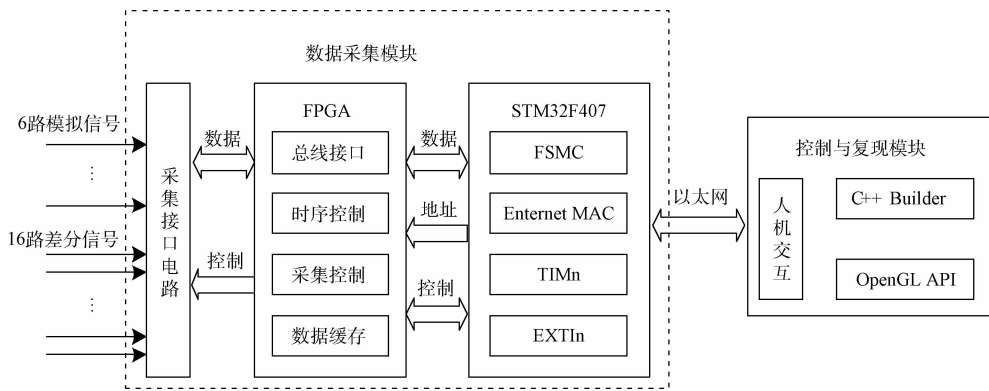 数据采集模块
6路模拟信号
⋮
16路差分信号
⋮
采集接口电路
数据
控制
FPGA
总线接口
时序控制
采集控制
数据缓存
数据
地址
控制
STM32F407
FSMC
Enternet MAC
TIMn
EXTIn
以太网
控制与复现模块
人机交互
C++ Builder
OpenGL API